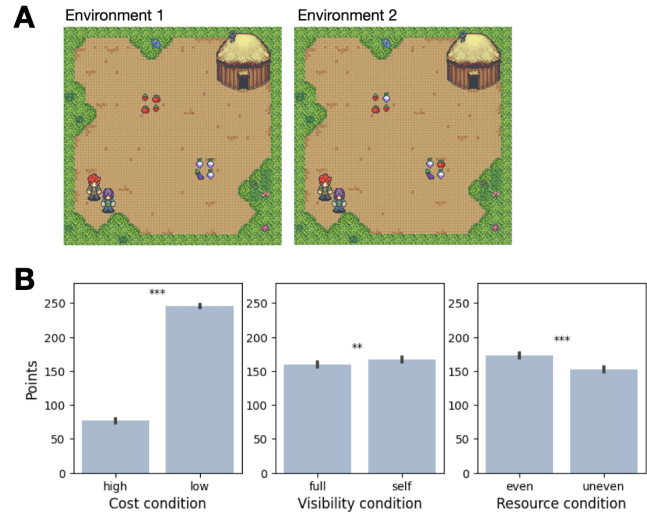 A
Environment 1
Environment 2
B
Points
250
200
150
100
50
0
***
high
low
Cost condition
250
200
150
100
50
0
**
full
self
Visibility condition
250
200
150
100
50
0
***
even
uneven
Resource condition